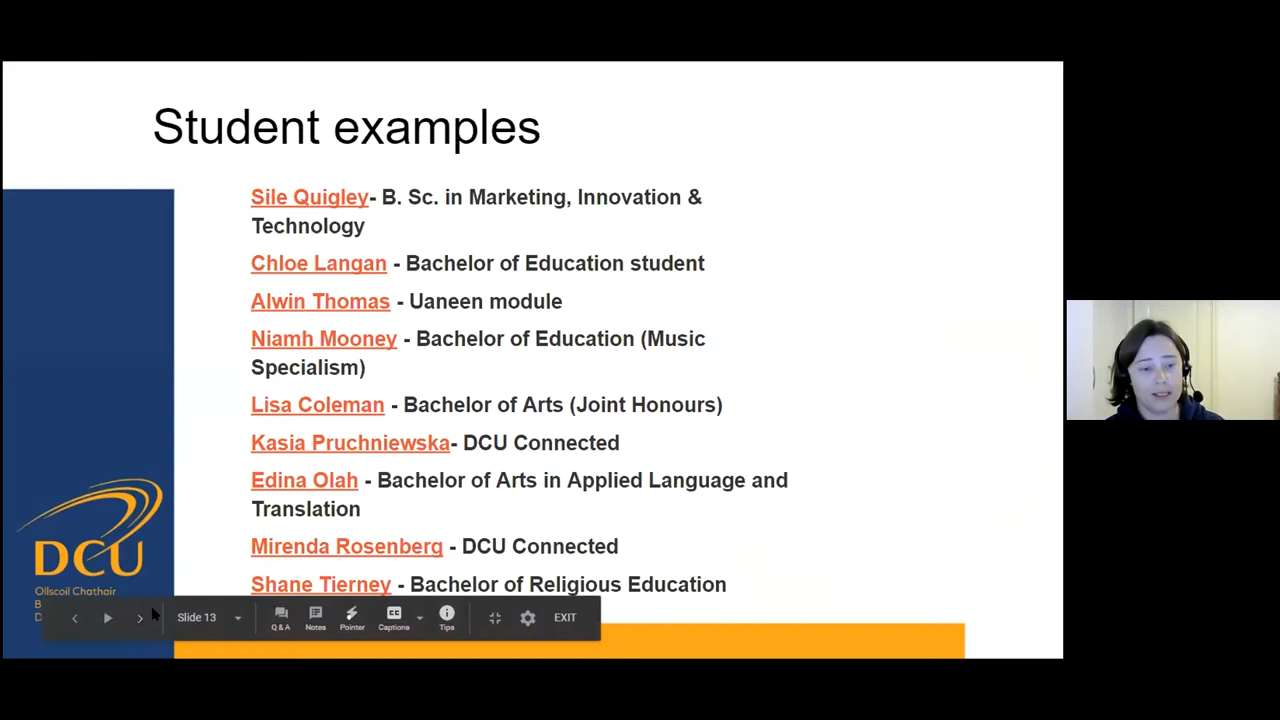 Student examples
Sile Quigley- B. Sc. in Marketing, Innovation &
Technology
Chloe Langan - Bachelor of Education student
Alwin Thomas - Uaneen module
Niamh Mooney - Bachelor of Education (Music
Specialism)
Lisa Coleman - Bachelor of Arts (Joint Honours)
Kasia Pruchniewska- DCU Connected
Edina Olah - Bachelor of Arts in Applied Language and
Translation
Mirenda Rosenberg - DCU Connected
Shane Tierney - Bachelor of Religious Education
DCU
Ollscoil Chathair
B
D
Slide 13
Q & A
Notes
Pointer
CC
Captions
Tips
EXIT